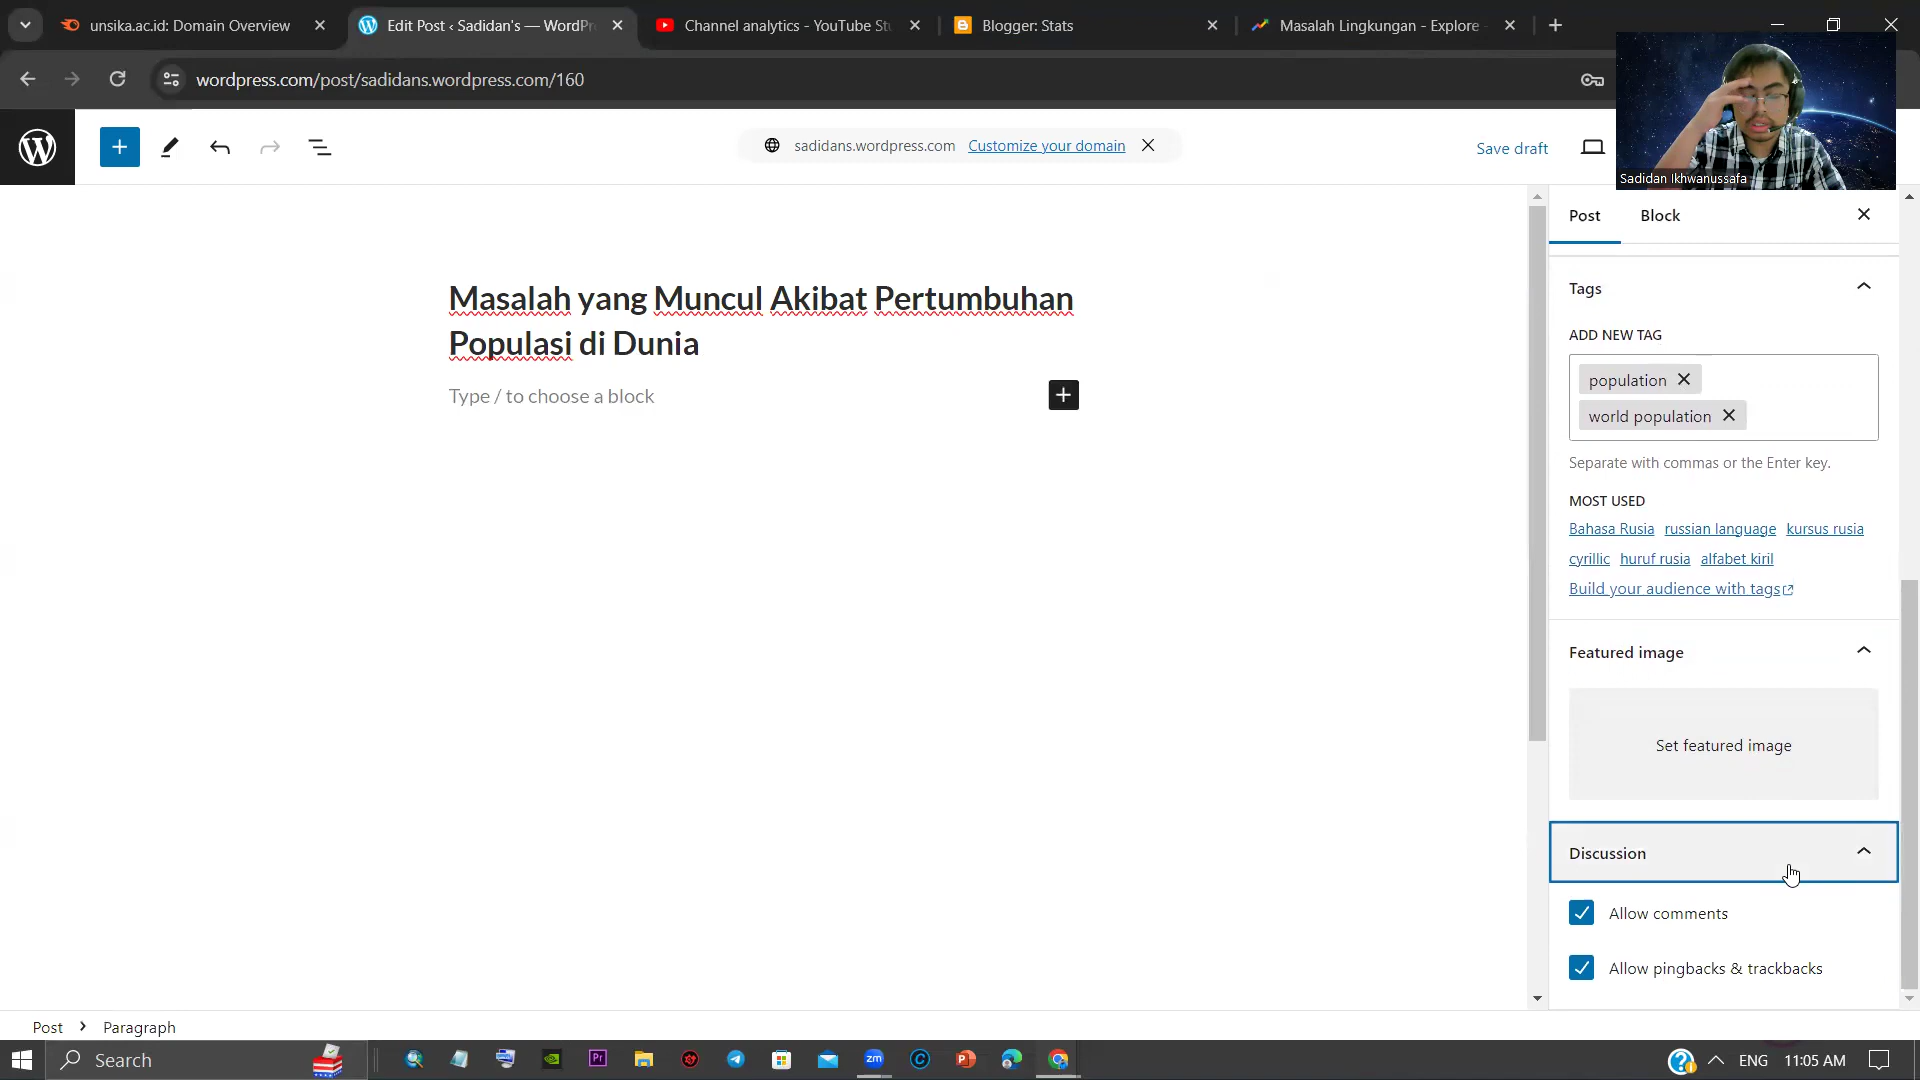 unsika.ac.id: Domain Overview
Edit Post ‹ Sadidan's — WordPr
Channel analytics - YouTube Stu
Blogger: Stats
Masalah Lingkungan - Explore -
wordpress.com/post/sadidans.wordpress.com/160
sadidans.wordpress.com Customize your domain
Save draft
Sadidan Ikhwanussafa
Post Block
Masalah yang Muncul Akibat Pertumbuhan
Populasi di Dunia
Type / to choose a block
Tags
ADD NEW TAG
population
world population
Separate with commas or the Enter key.
MOST USED
Bahasa Rusia russian language kursus rusia
cyrillic huruf rusia alfabet kiril
Build your audience with tags
Featured image
Set featured image
Discussion
Allow comments
Allow pingbacks & trackbacks
Post › Paragraph
Search
Pr
zm
ENG 11:05 AM